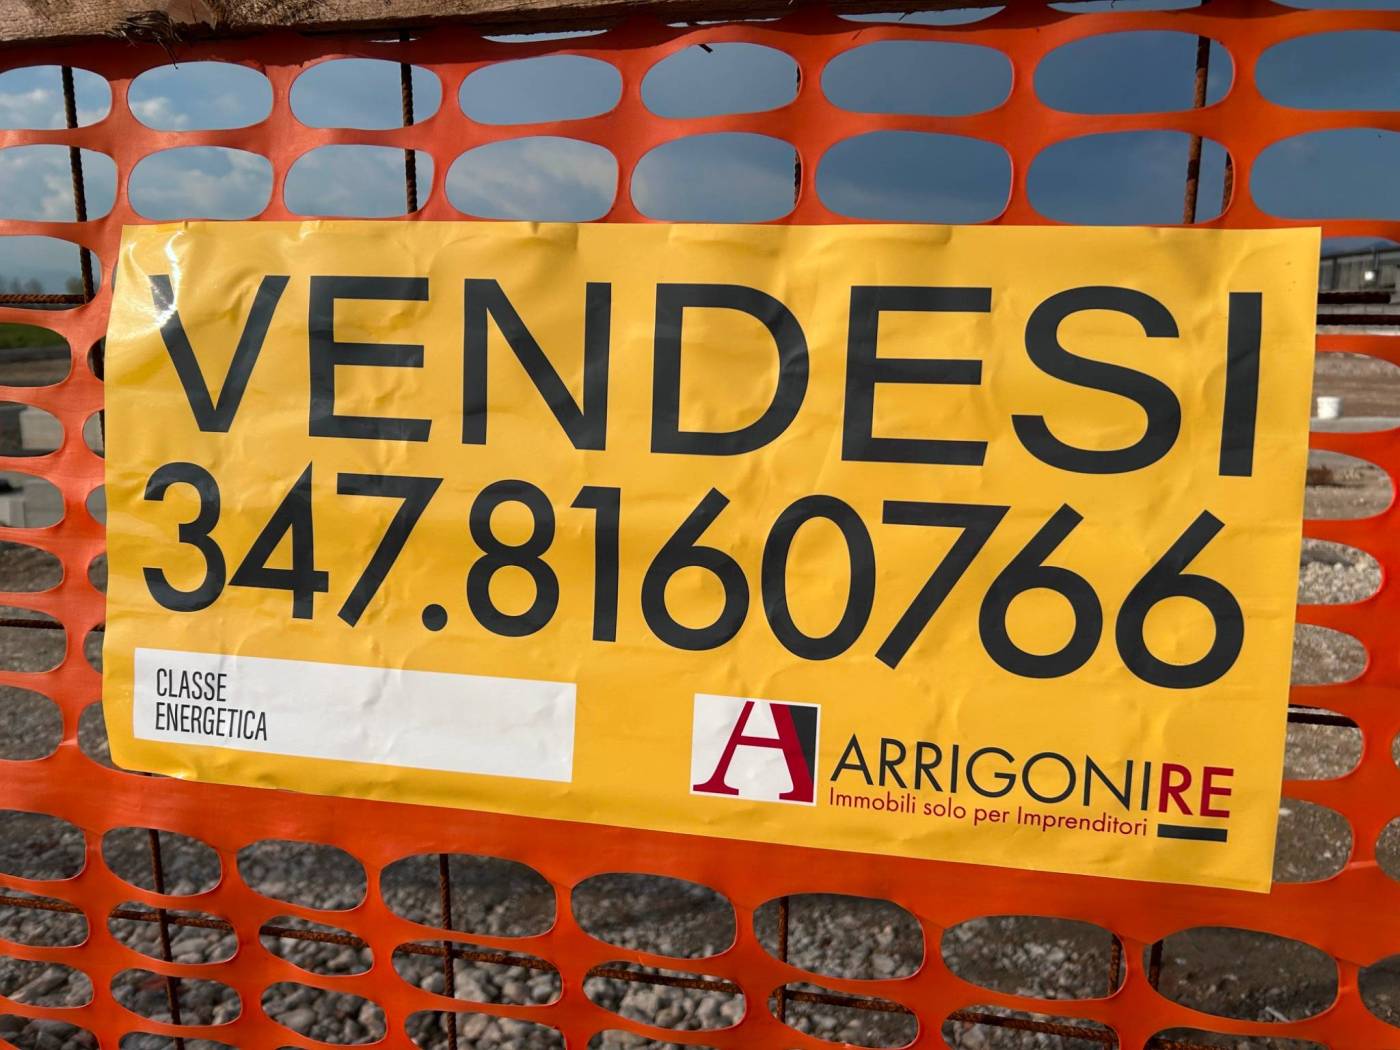 VENDESI
347.8160766
CLASSE
ENERGETICA
A ARRIGONIRE
Immobili solo per Imprenditori